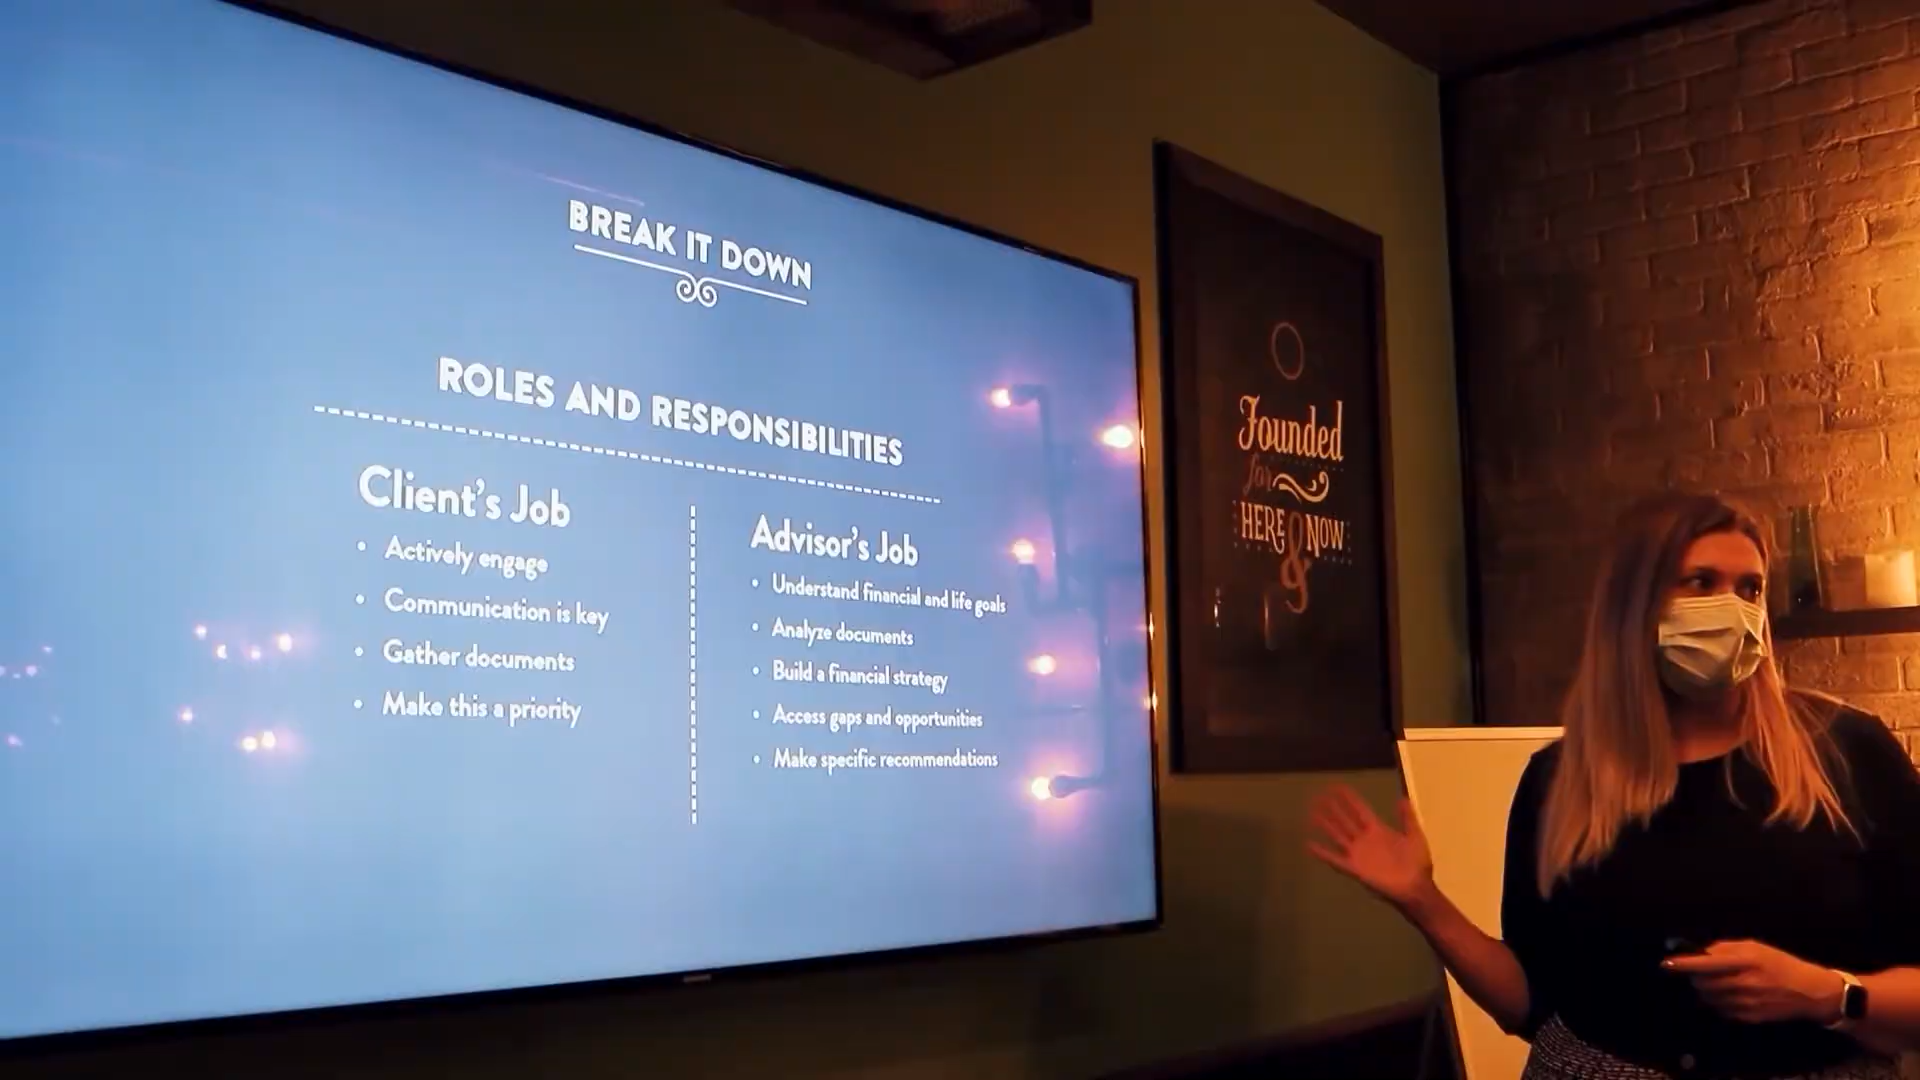 BREAK IT DOWN
ROLES AND RESPONSIBILITIES
Client's Job
• Actively engage
• Communication is key
• Gather documents
• Make this a priority
Advisor's Job
• Understand financial and life goals
• Analyze documents
• Build a financial strategy
• Access gaps and opportunities
• Make specific recommendations
Founded
for
HERE & NOW